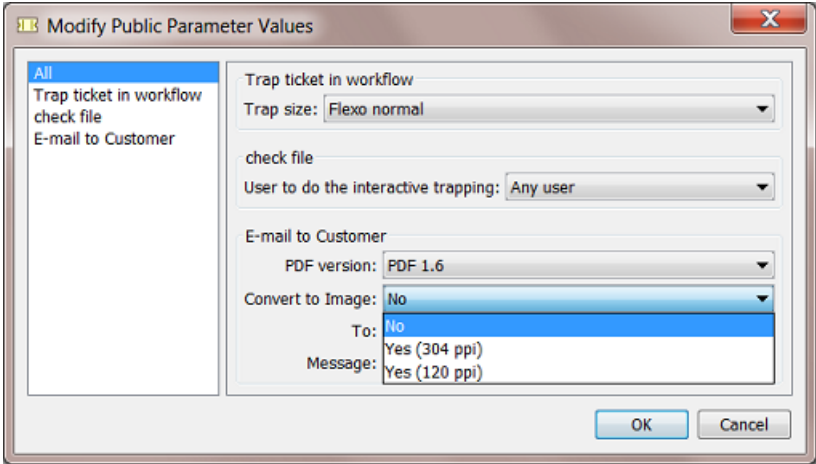 Modify Public Parameter Values
All
Trap ticket in workflow
check file
E-mail to Customer
Trap ticket in workflow
Trap size: Flexo normal
check file
User to do the interactive trapping: Any user
E-mail to Customer
PDF version: PDF 1.6
Convert to Image: No
To:
No
Yes (304 ppi)
Message:
Yes (120 ppi)
OK
Cancel